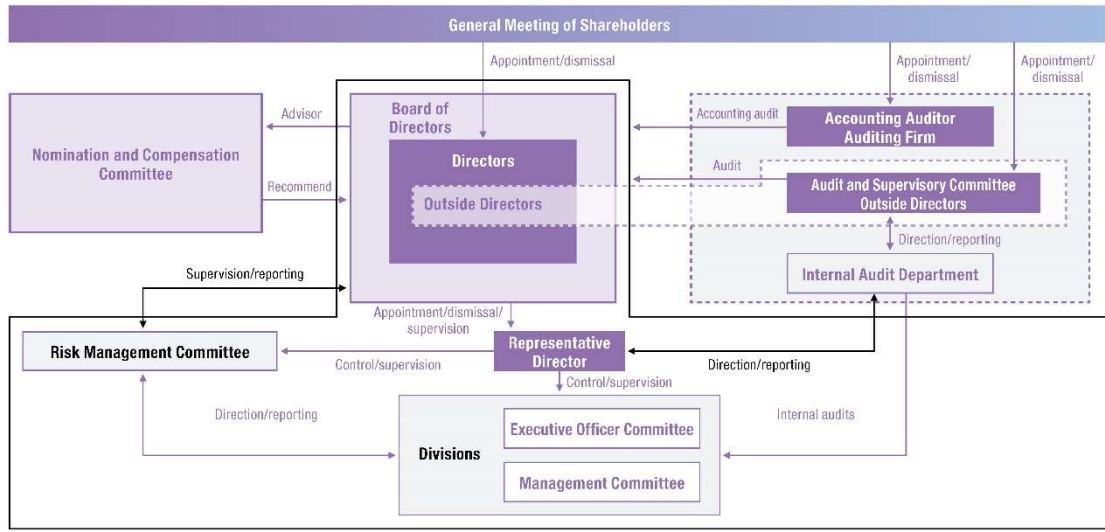 General Meeting of Shareholders
Appointment/dismissal
Appointment/
dismissal
Appointment/
dismissal
Nomination and Compensation
Committee
Advisor
Recommend
Board of
Directors
Directors
Outside Directors
Accounting audit
Accounting Auditor
Auditing Firm
Audit
Audit and Supervisory Committee
Outside Directors
Direction/reporting
Internal Audit Department
Supervision/reporting
Appointment/dismissal/
supervision
Risk Management Committee
Control/supervision
Representative
Director
Direction/reporting
Control/supervision
Direction/reporting
Internal audits
Divisions
Executive Officer Committee
Management Committee